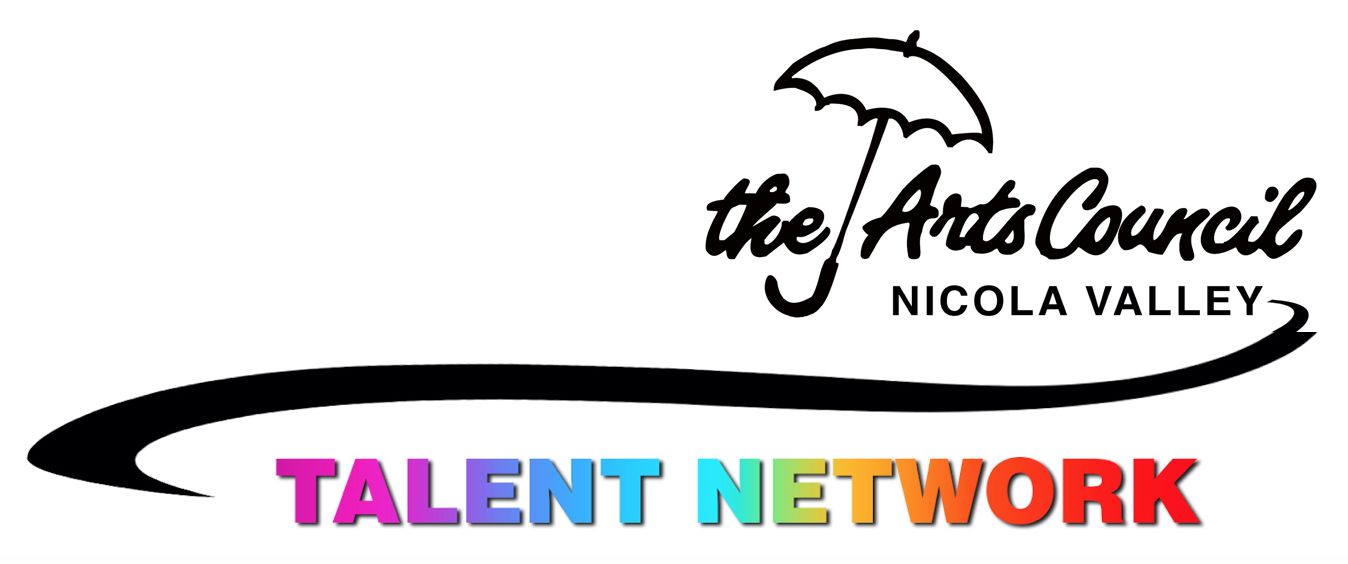 the Arts Council
NICOLA VALLEY
TALENT NETWORK